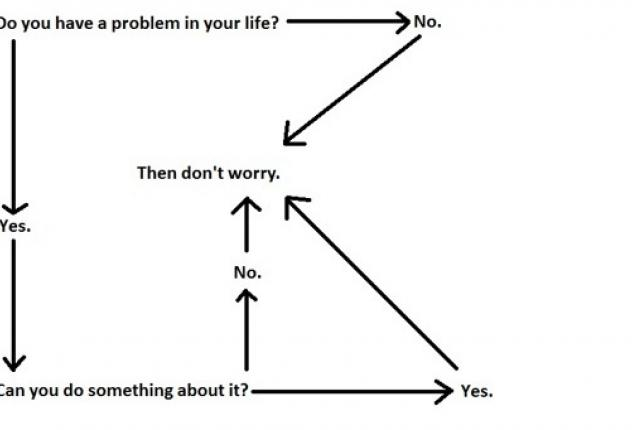 Do you have a problem in your life?
No.
Then don't worry.
Yes.
No.
Can you do something about it?
Yes.